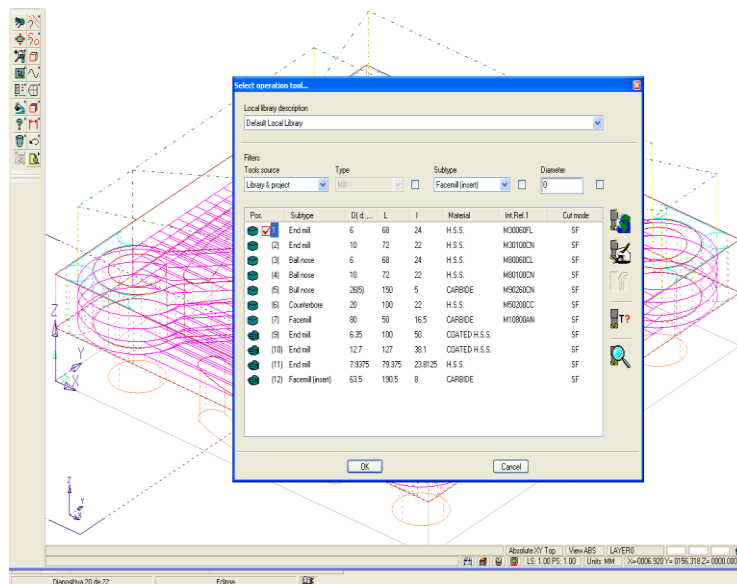 Select operation tool...
Local library description
Default Local Library
Filters
Tools source Type Subtype Diameter
Library & project Mill Facemill (insert) 0
Pos. Subtype D( d.... L l Material Int.Ref.1 Cut mode
(1) End mill 6 68 24 H.S.S. M30060FL SF
(2) End mill 10 72 22 H.S.S. M30100CN SF
(3) Ball nose 6 68 24 H.S.S. M80060CL SF
(4) Ball nose 10 72 22 H.S.S. M80100CN SF
(5) Bull nose 26(5) 150 5 CARBIDE M90260CN SF
(6) Counterbore 20 100 22 H.S.S. M50200CC SF
(7) Facemill 80 50 16.5 CARBIDE M10800AN SF
(9) End mill 6.35 100 50 COATED H.S.S. SF
(10) End mill 12.7 127 38.1 COATED H.S.S. SF
(11) End mill 7.9375 79.375 23.8125 H.S.S. SF
(12) Facemill (insert) 63.5 190.5 8 CARBIDE SF
T?
OK Cancel
Z
Y
X
Z
Y
X
Absolute XY Top View ABS LAYER0
LS: 1.00 PS: 1.00 Units: MM X=-0006.920 Y= 0156.318 Z= 0000.000
Diapositiva 20 de 22 Eclipse